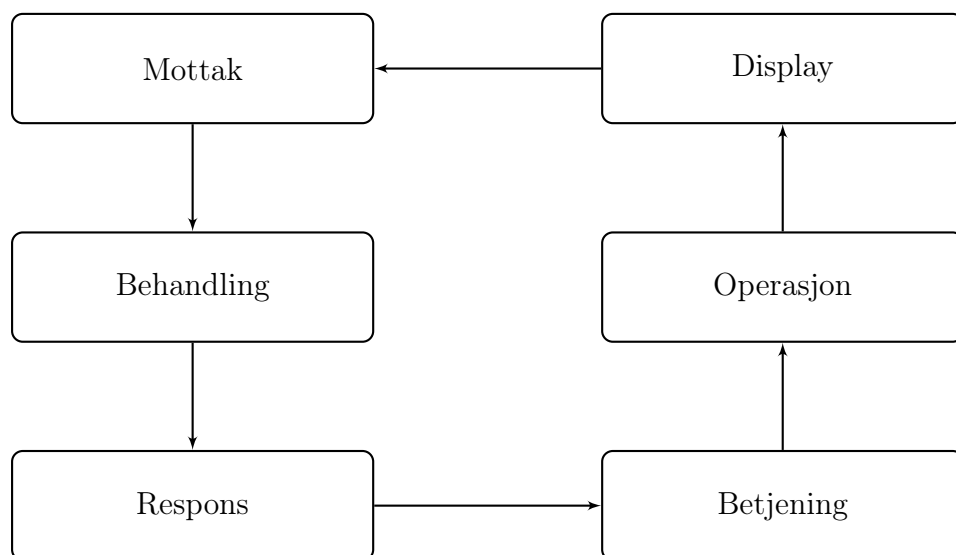 Mottak
Display
Behandling
Operasjon
Respons
Betjening